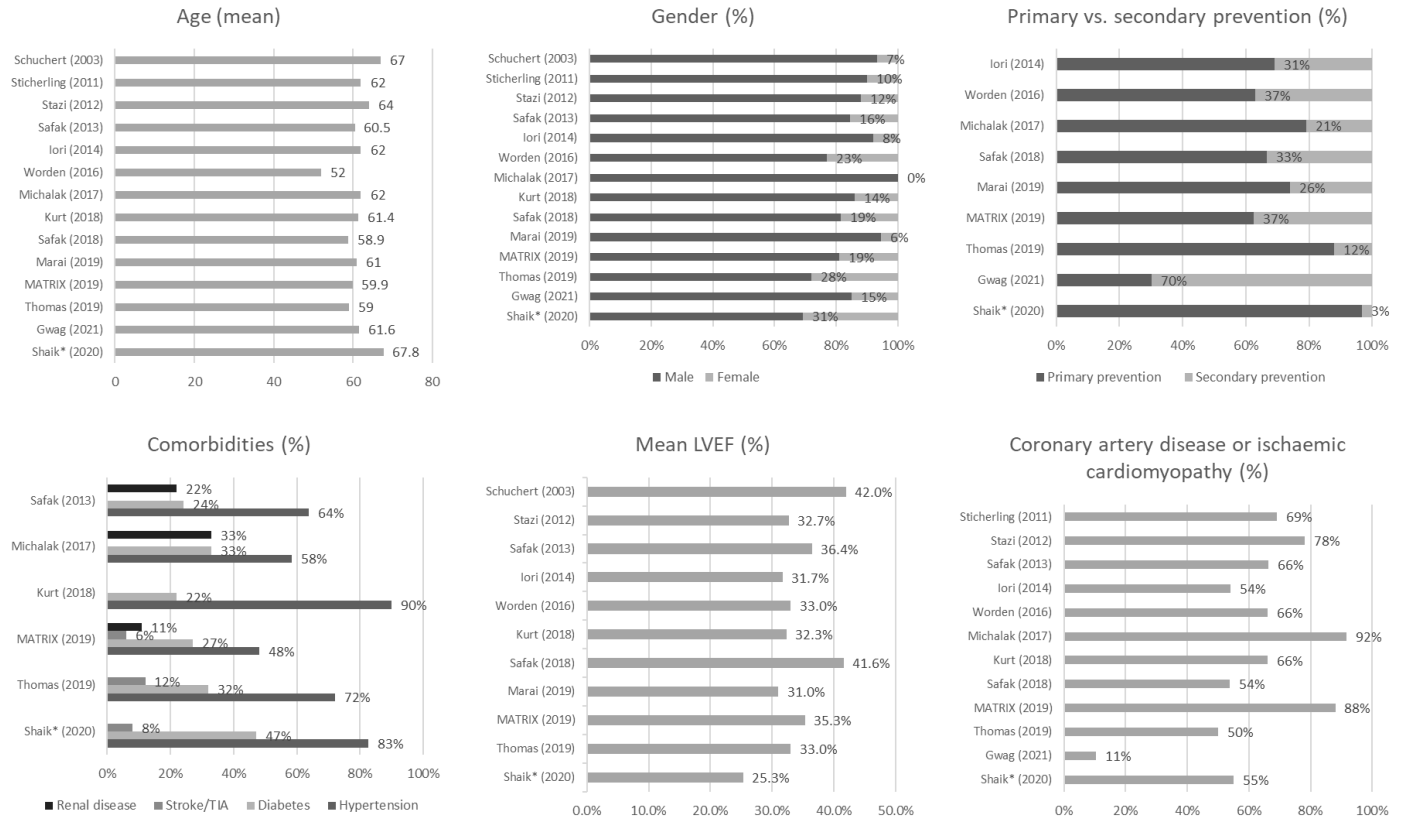 Age (mean)
Schuchert (2003) 67
Sticherling (2011) 62
Stazi (2012) 64
Safak (2013) 60.5
Iori (2014) 62
Worden (2016) 52
Michalak (2017) 62
Kurt (2018) 61.4
Safak (2018) 58.9
Marai (2019) 61
MATRIX (2019) 59.9
Thomas (2019) 59
Gwag (2021) 61.6
Shaik* (2020) 67.8
0 20 40 60 80
Gender (%)
Schuchert (2003) 7%
Sticherling (2011) 10%
Stazi (2012) 12%
Safak (2013) 16%
Iori (2014) 8%
Worden (2016) 23%
Michalak (2017) 0%
Kurt (2018) 14%
Safak (2018) 19%
Marai (2019) 6%
MATRIX (2019) 19%
Thomas (2019) 28%
Gwag (2021) 15%
Shaik* (2020) 31%
0% 20% 40% 60% 80% 100%
Male Female
Primary vs. secondary prevention (%)
Iori (2014) 31%
Worden (2016) 37%
Michalak (2017) 21%
Safak (2018) 33%
Marai (2019) 26%
MATRIX (2019) 37%
Thomas (2019) 12%
Gwag (2021) 70%
Shaik* (2020) 3%
0% 20% 40% 60% 80% 100%
Primary prevention Secondary prevention
Comorbidities (%)
22%
Safak (2013) 24%
64%
33%
Michalak (2017) 33%
58%
Kurt (2018) 22%
90%
11%
MATRIX (2019) 6%
27%
48%
Thomas (2019) 12%
32%
72%
Shaik* (2020) 8%
47%
83%
0% 20% 40% 60% 80% 100%
Renal disease Stroke/TIA Diabetes Hypertension
Mean LVEF (%)
Schuchert (2003) 42.0%
Stazi (2012) 32.7%
Safak (2013) 36.4%
Iori (2014) 31.7%
Worden (2016) 33.0%
Kurt (2018) 32.3%
Safak (2018) 41.6%
Marai (2019) 31.0%
MATRIX (2019) 35.3%
Thomas (2019) 33.0%
Shaik* (2020) 25.3%
0.0% 10.0% 20.0% 30.0% 40.0% 50.0%
Coronary artery disease or ischaemic
cardiomyopathy (%)
Sticherling (2011) 69%
Stazi (2012) 78%
Safak (2013) 66%
Iori (2014) 54%
Worden (2016) 66%
Michalak (2017) 92%
Kurt (2018) 66%
Safak (2018) 54%
MATRIX (2019) 88%
Thomas (2019) 50%
Gwag (2021) 11%
Shaik* (2020) 55%
0% 20% 40% 60% 80% 100%